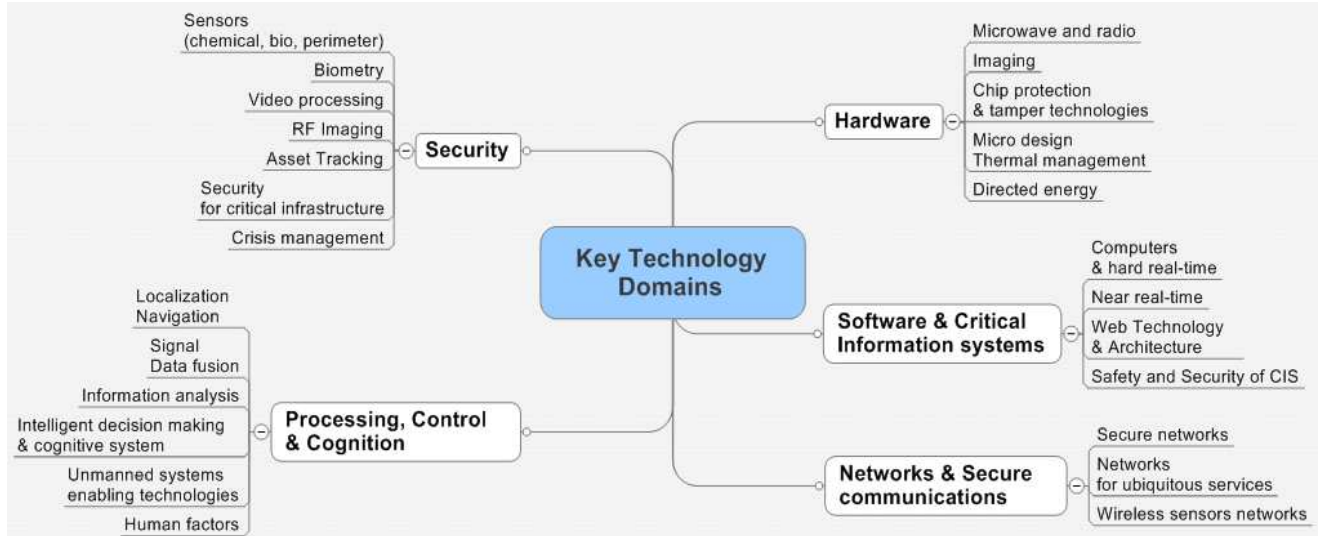 Sensors
(chemical, bio, perimeter)
Biometry
Video processing
RF Imaging
Asset Tracking
Security
for critical infrastructure
Crisis management
Security
Localization
Navigation
Signal
Data fusion
Information analysis
Intelligent decision making
& cognitive system
Unmanned systems
enabling technologies
Human factors
Processing, Control
& Cognition
Key Technology
Domains
Hardware
Microwave and radio
Imaging
Chip protection
& tamper technologies
Micro design
Thermal management
Directed energy
Software & Critical
Information systems
Computers
& hard real-time
Near real-time
Web Technology
& Architecture
Safety and Security of CIS
Networks & Secure
communications
Secure networks
Networks
for ubiquitous services
Wireless sensors networks